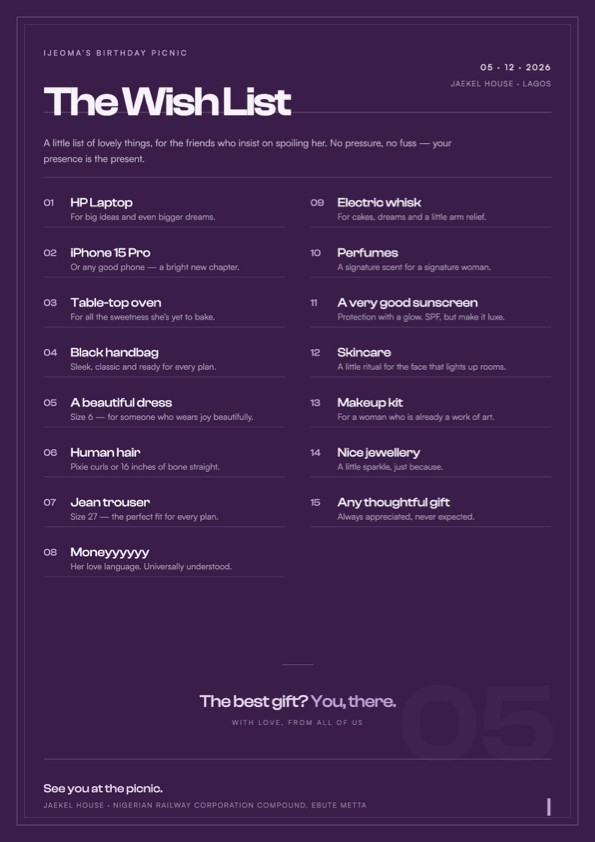 IJEOMA'S BIRTHDAY PICNIC
05 · 12 · 2026
JAEKEL HOUSE · LAGOS
The Wish List
A little list of lovely things, for the friends who insist on spoiling her. No pressure, no fuss — your
presence is the present.
01 HP Laptop
For big ideas and even bigger dreams.
02 iPhone 15 Pro
Or any good phone — a bright new chapter.
03 Table-top oven
For all the sweetness she's yet to bake.
04 Black handbag
Sleek, classic and ready for every plan.
05 A beautiful dress
Size 6 — for someone who wears joy beautifully.
06 Human hair
Pixie curls or 16 inches of bone straight.
07 Jean trouser
Size 27 — the perfect fit for every plan.
08 Moneyyyyyy
Her love language. Universally understood.
09 Electric whisk
For cakes, dreams and a little arm relief.
10 Perfumes
A signature scent for a signature woman.
11 A very good sunscreen
Protection with a glow. SPF, but make it luxe.
12 Skincare
A little ritual for the face that lights up rooms.
13 Makeup kit
For a woman who is already a work of art.
14 Nice jewellery
A little sparkle, just because.
15 Any thoughtful gift
Always appreciated, never expected.
The best gift? You, there.
WITH LOVE, FROM ALL OF US
05
See you at the picnic.
JAEKEL HOUSE · NIGERIAN RAILWAY CORPORATION COMPOUND, EBUTE METTA